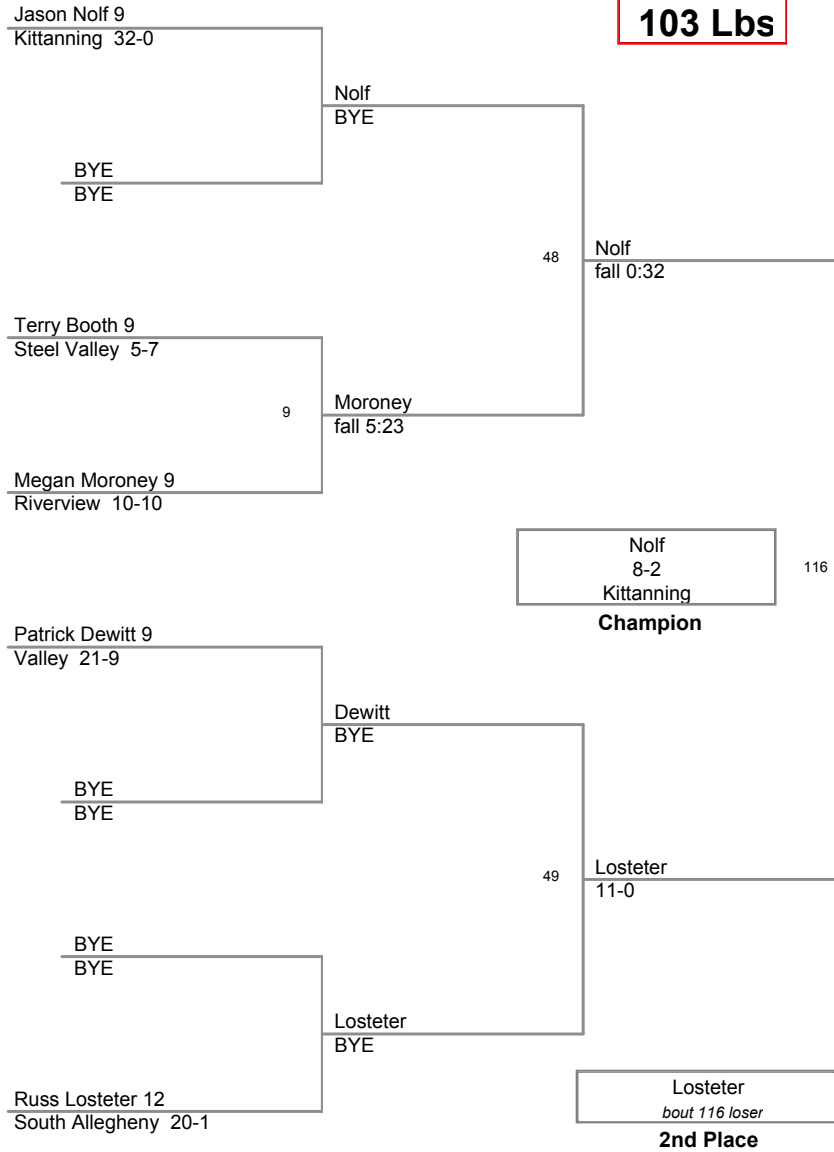 Jason Nolf 9
Kittanning 32-0
103 Lbs
Nolf
BYE
BYE
BYE
48
Nolf
fall 0:32
Terry Booth 9
Steel Valley 5-7
9
Moroney
fall 5:23
Megan Moroney 9
Riverview 10-10
Nolf
8-2
Kittanning
116
Champion
Patrick Dewitt 9
Valley 21-9
Dewitt
BYE
BYE
BYE
49
Losteter
11-0
BYE
BYE
Losteter
BYE
Russ Losteter 12
South Allegheny 20-1
Losteter
bout 116 loser
2nd Place